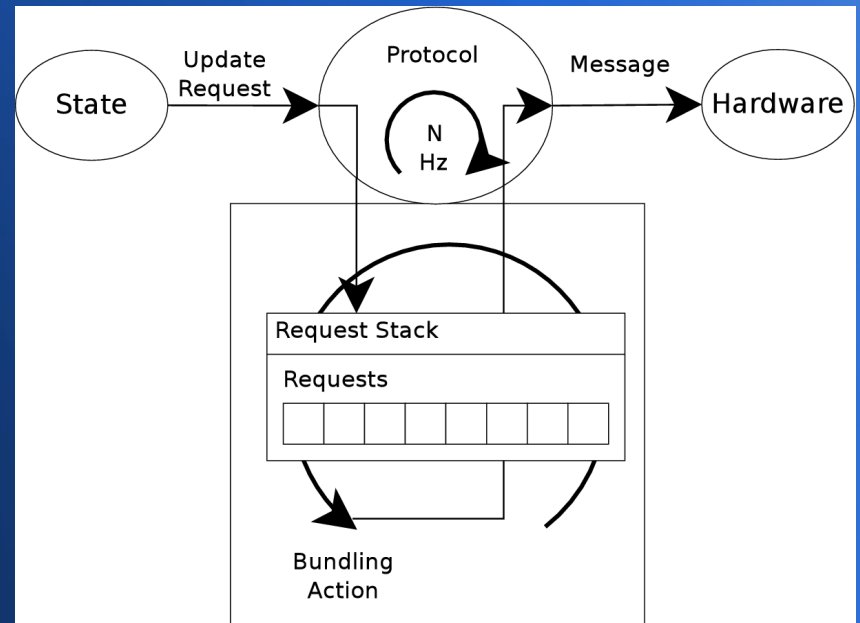 Update
Request
Protocol
Message
State
Hardware
N
Hz
Request Stack
Requests
Bundling
Action